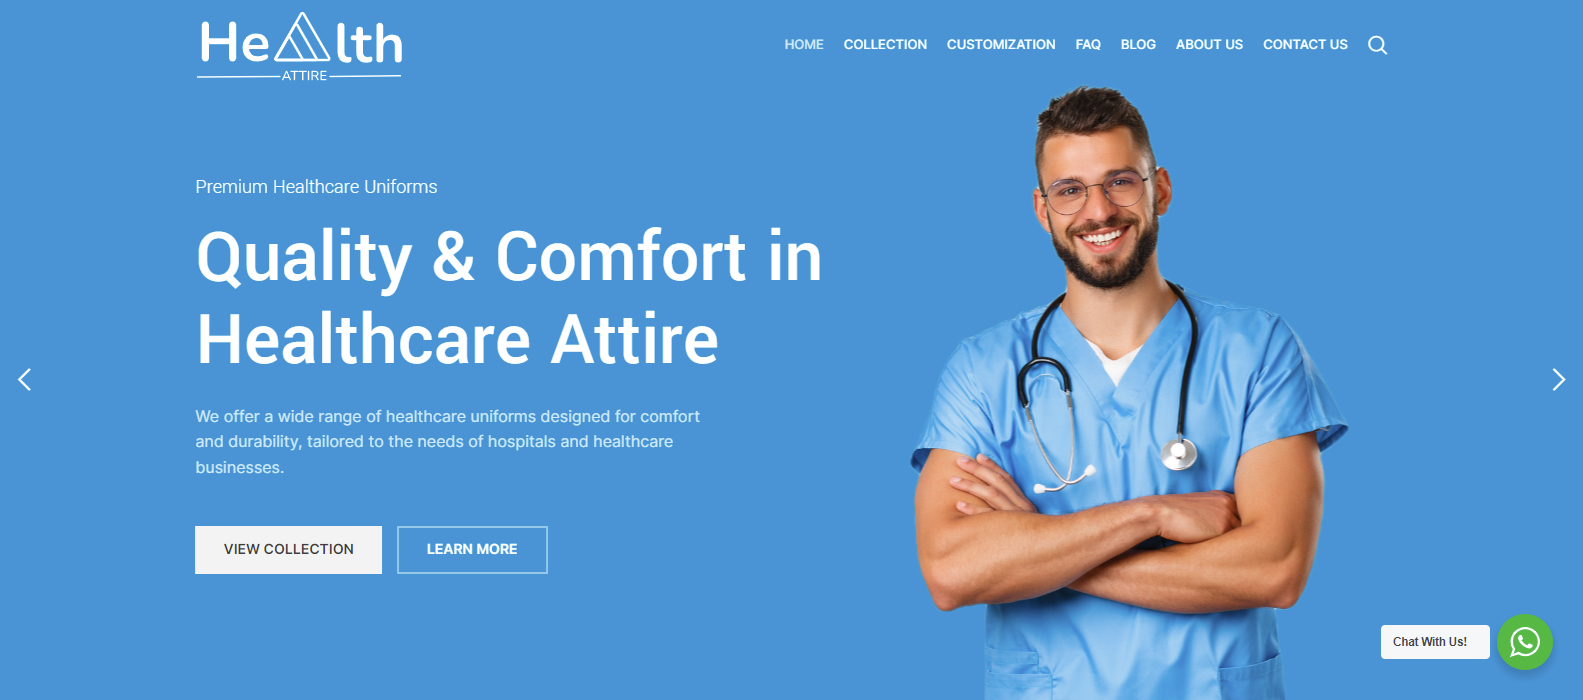 Health
ATTIRE
HOME COLLECTION CUSTOMIZATION FAQ BLOG ABOUT US CONTACT US
Premium Healthcare Uniforms
Quality & Comfort in
Healthcare Attire
We offer a wide range of healthcare uniforms designed for comfort
and durability, tailored to the needs of hospitals and healthcare
businesses.
VIEW COLLECTION LEARN MORE
Chat With Us!